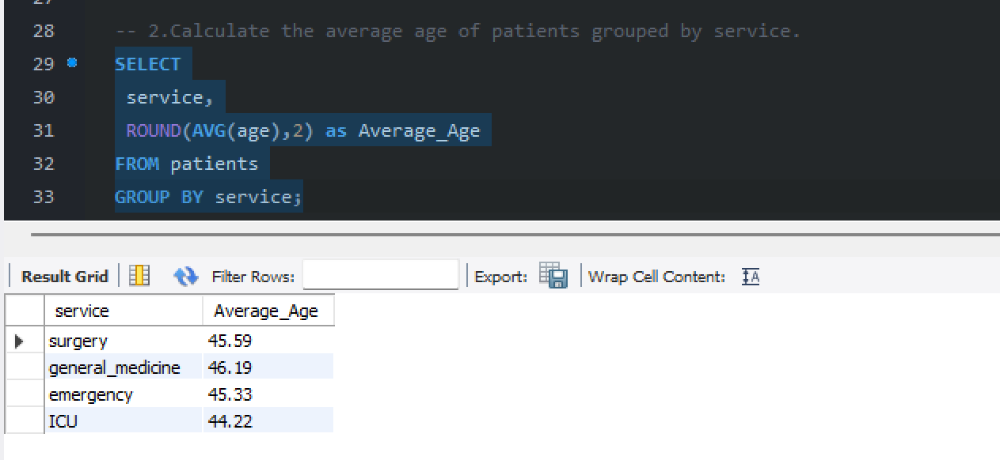 27
28 -- 2.Calculate the average age of patients grouped by service.
29 SELECT
30 service,
31 ROUND(AVG(age),2) as Average_Age
32 FROM patients
33 GROUP BY service;
Result Grid Filter Rows: Export: Wrap Cell Content: IA
service Average_Age
surgery 45.59
general_medicine 46.19
emergency 45.33
ICU 44.22